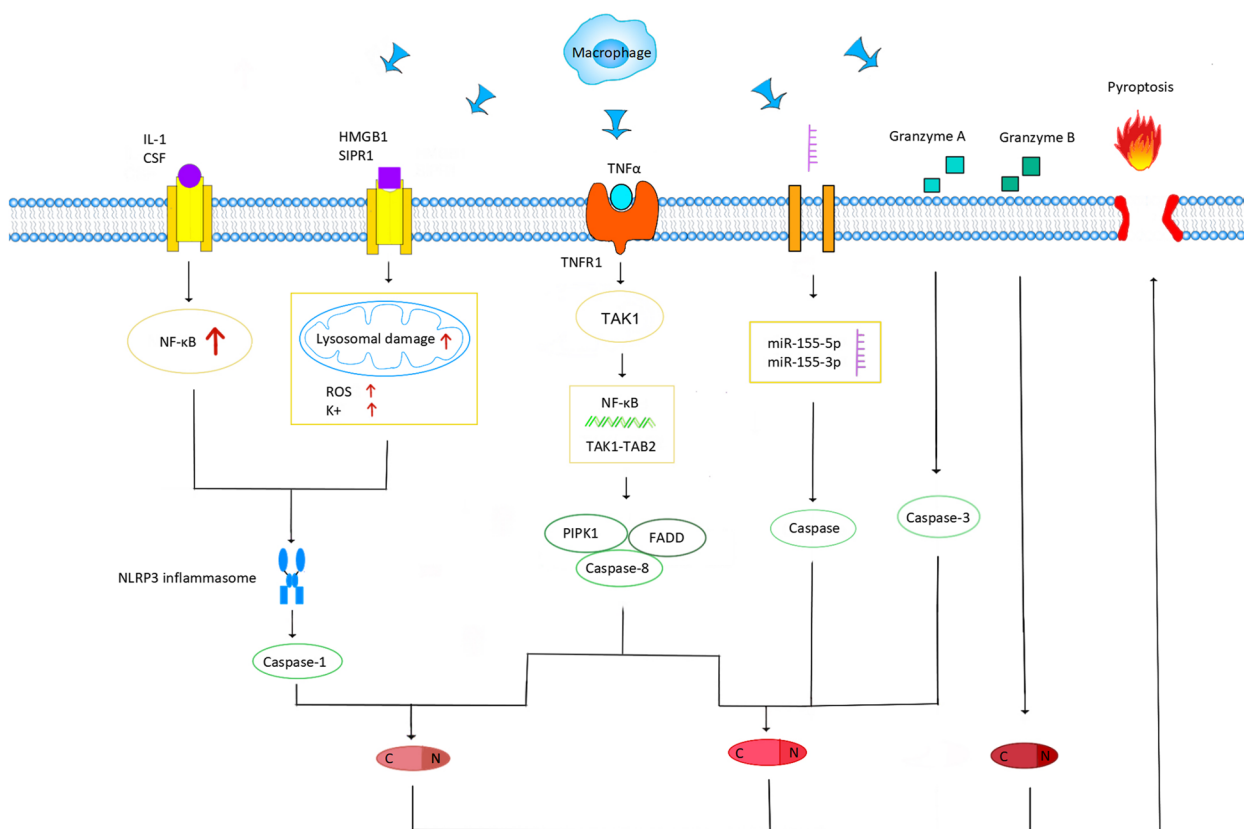 Macrophage
Pyroptosis
IL-1
CSF
HMGB1
SIPR1
TNFα
Granzyme A
Granzyme B
TNFR1
NF-κB
Lysosomal damage
ROS
K+
TAK1
miR-155-5p
miR-155-3p
NF-κB
TAK1-TAB2
PIPK1
FADD
Caspase-8
Caspase
Caspase-3
NLRP3 inflammasome
Caspase-1
C N
C N
C N